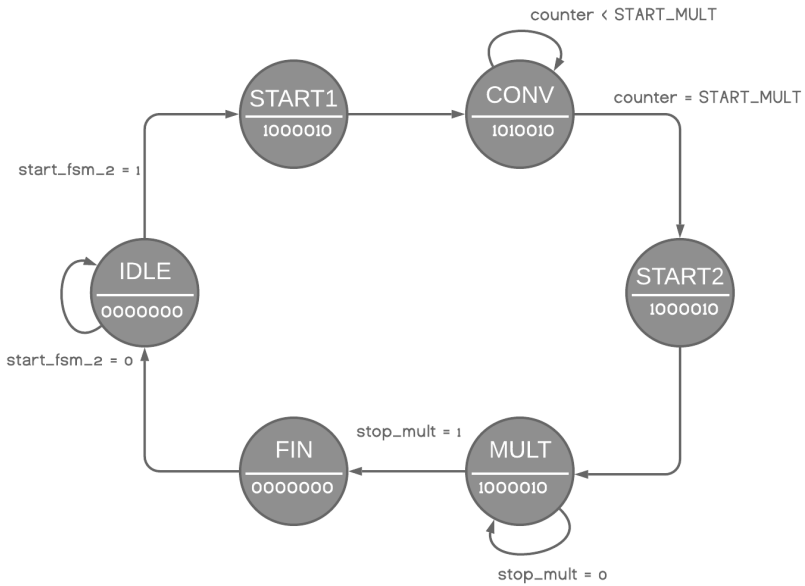 counter < START_MULT
START1
1000010
CONV
1010010
counter = START_MULT
start_fsm_2 = 1
IDLE
0000000
START2
1000010
start_fsm_2 = 0
FIN
0000000
stop_mult = 1
MULT
1000010
stop_mult = 0